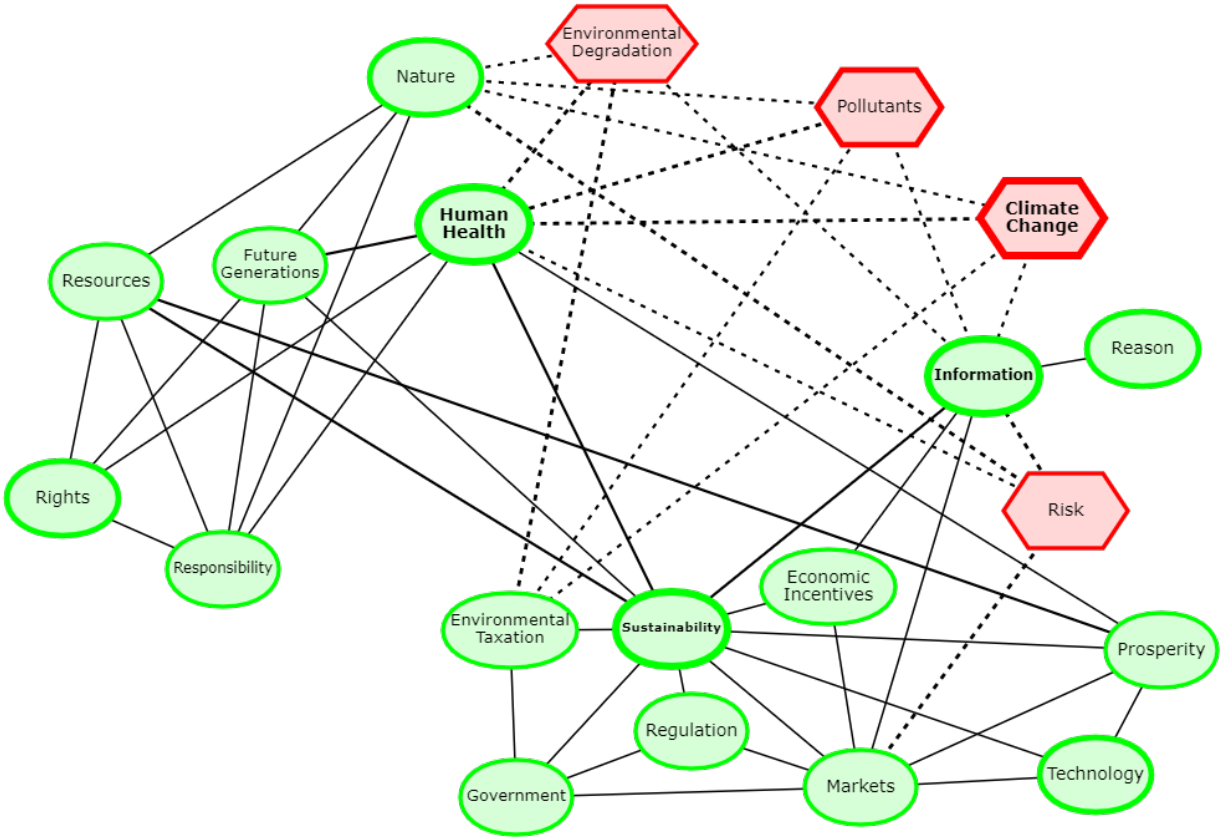 Environmental
Degradation
Nature
Pollutants
Human
Health
Climate
Change
Future
Generations
Resources
Reason
Information
Rights
Risk
Responsibility
Economic
Incentives
Environmental
Taxation
Sustainability
Prosperity
Regulation
Government
Markets
Technology